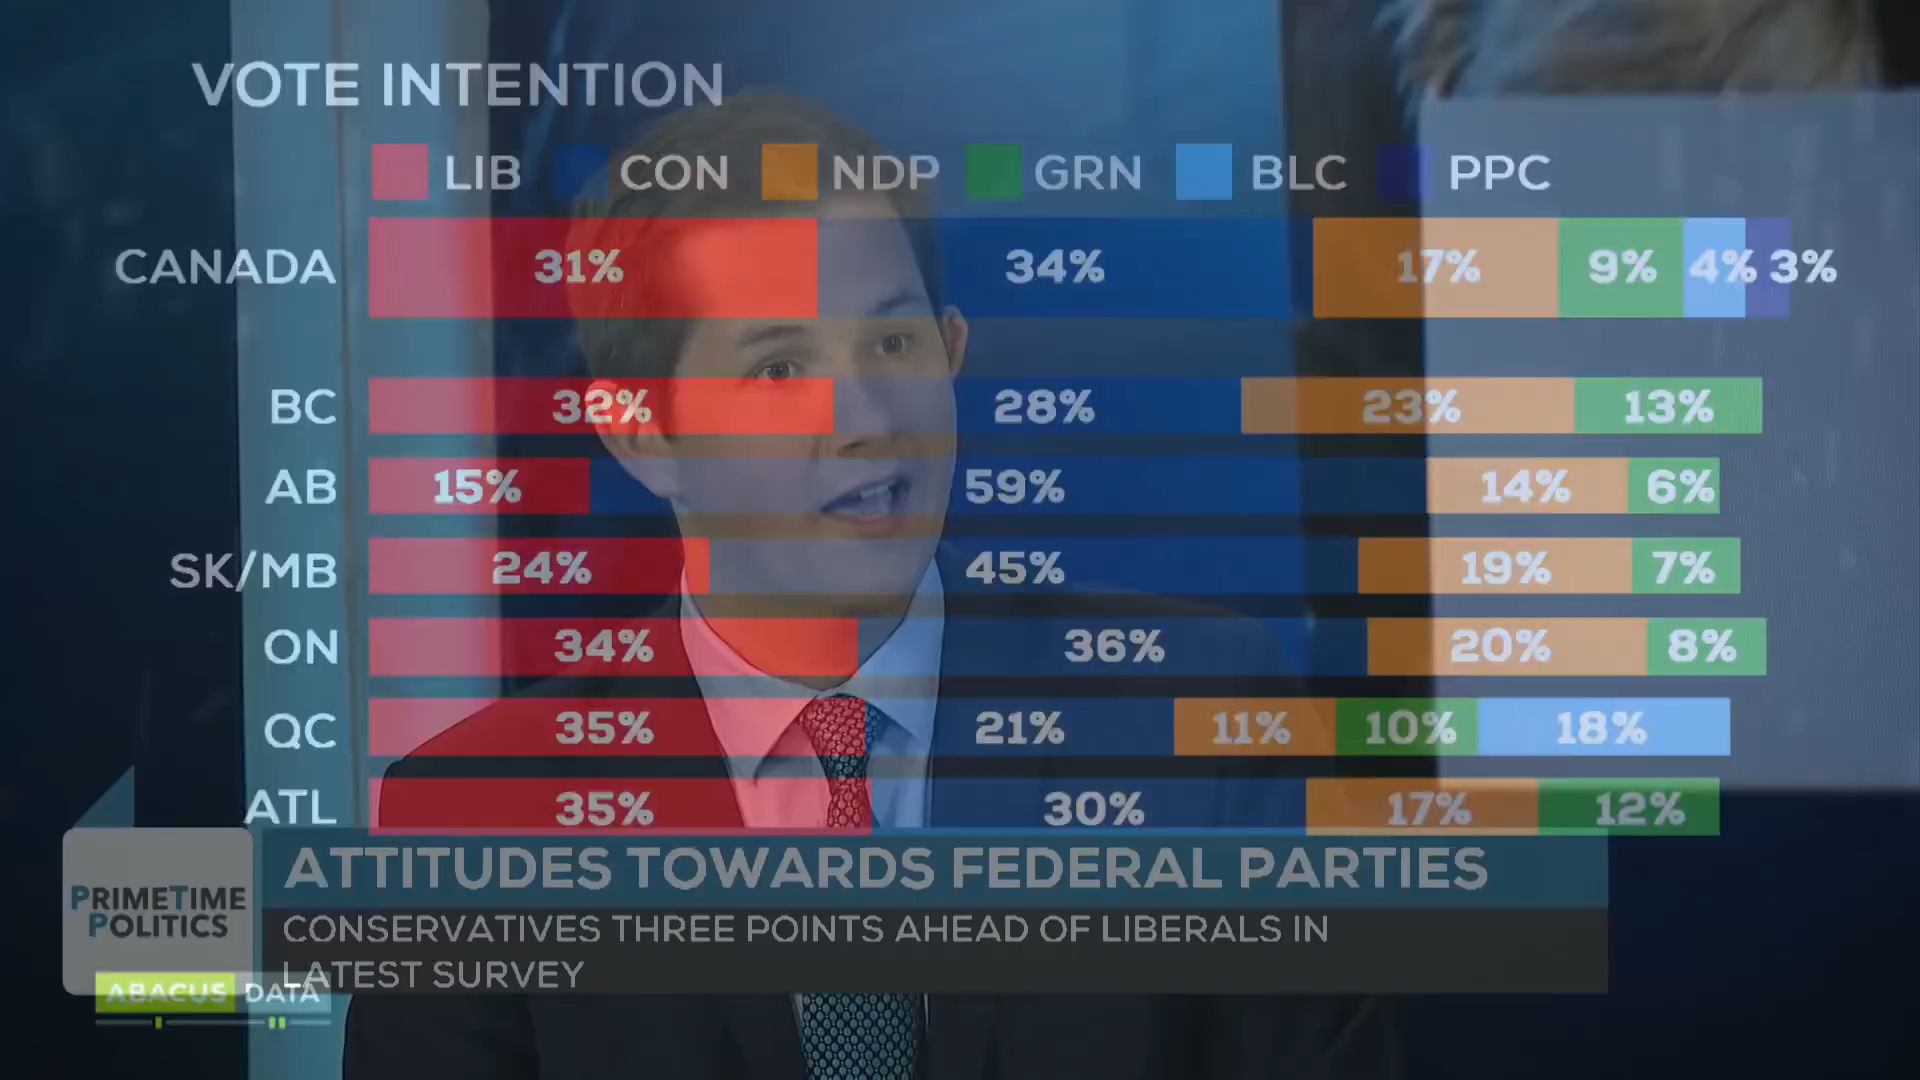 VOTE INTENTION
LIB CON NDP GRN BLC PPC
CANADA 31% 34% 17% 9% 4% 3%
BC 32% 28% 23% 13%
AB 15% 59% 14% 6%
SK/MB 24% 45% 19% 7%
ON 34% 36% 20% 8%
QC 35% 21% 11% 10% 18%
ATL 35% 30% 17% 12%
ATTITUDES TOWARDS FEDERAL PARTIES
PRIMETIME
POLITICS
CONSERVATIVES THREE POINTS AHEAD OF LIBERALS IN
LATEST SURVEY
ABACUS DATA